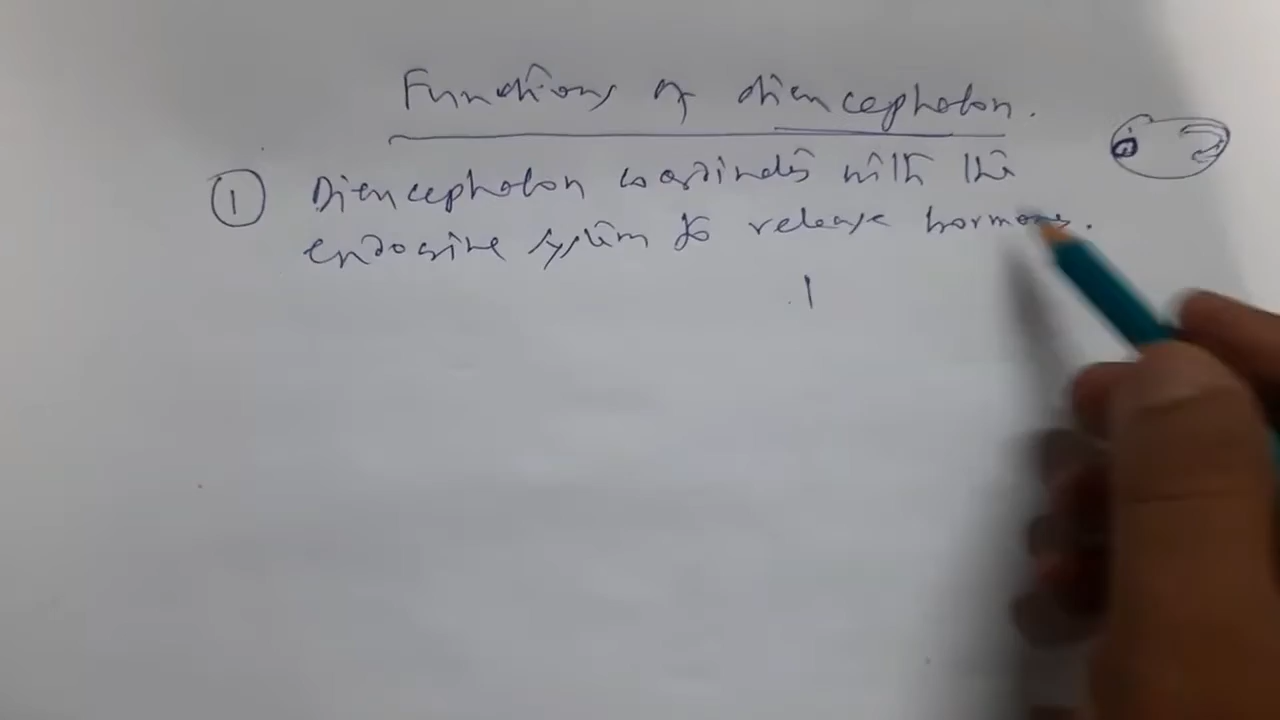 Functions of diencephalon.
① Diencephalon coordinates with the
endocrine system to release hormones.